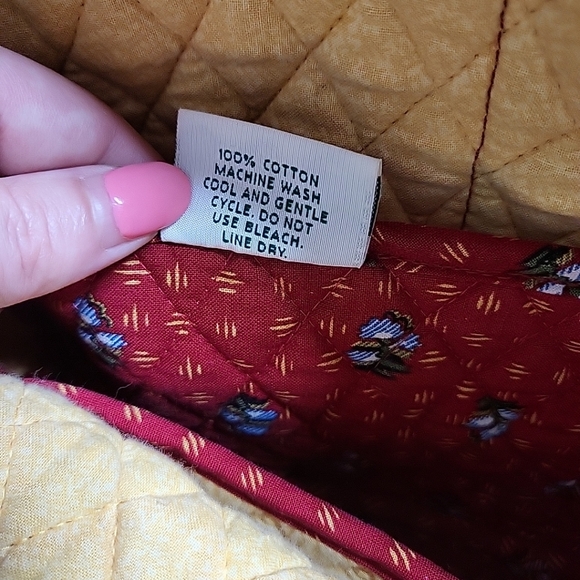 100% COTTON
MACHINE WASH
COOL AND GENTLE
CYCLE. DO NOT
USE BLEACH.
LINE DRY.